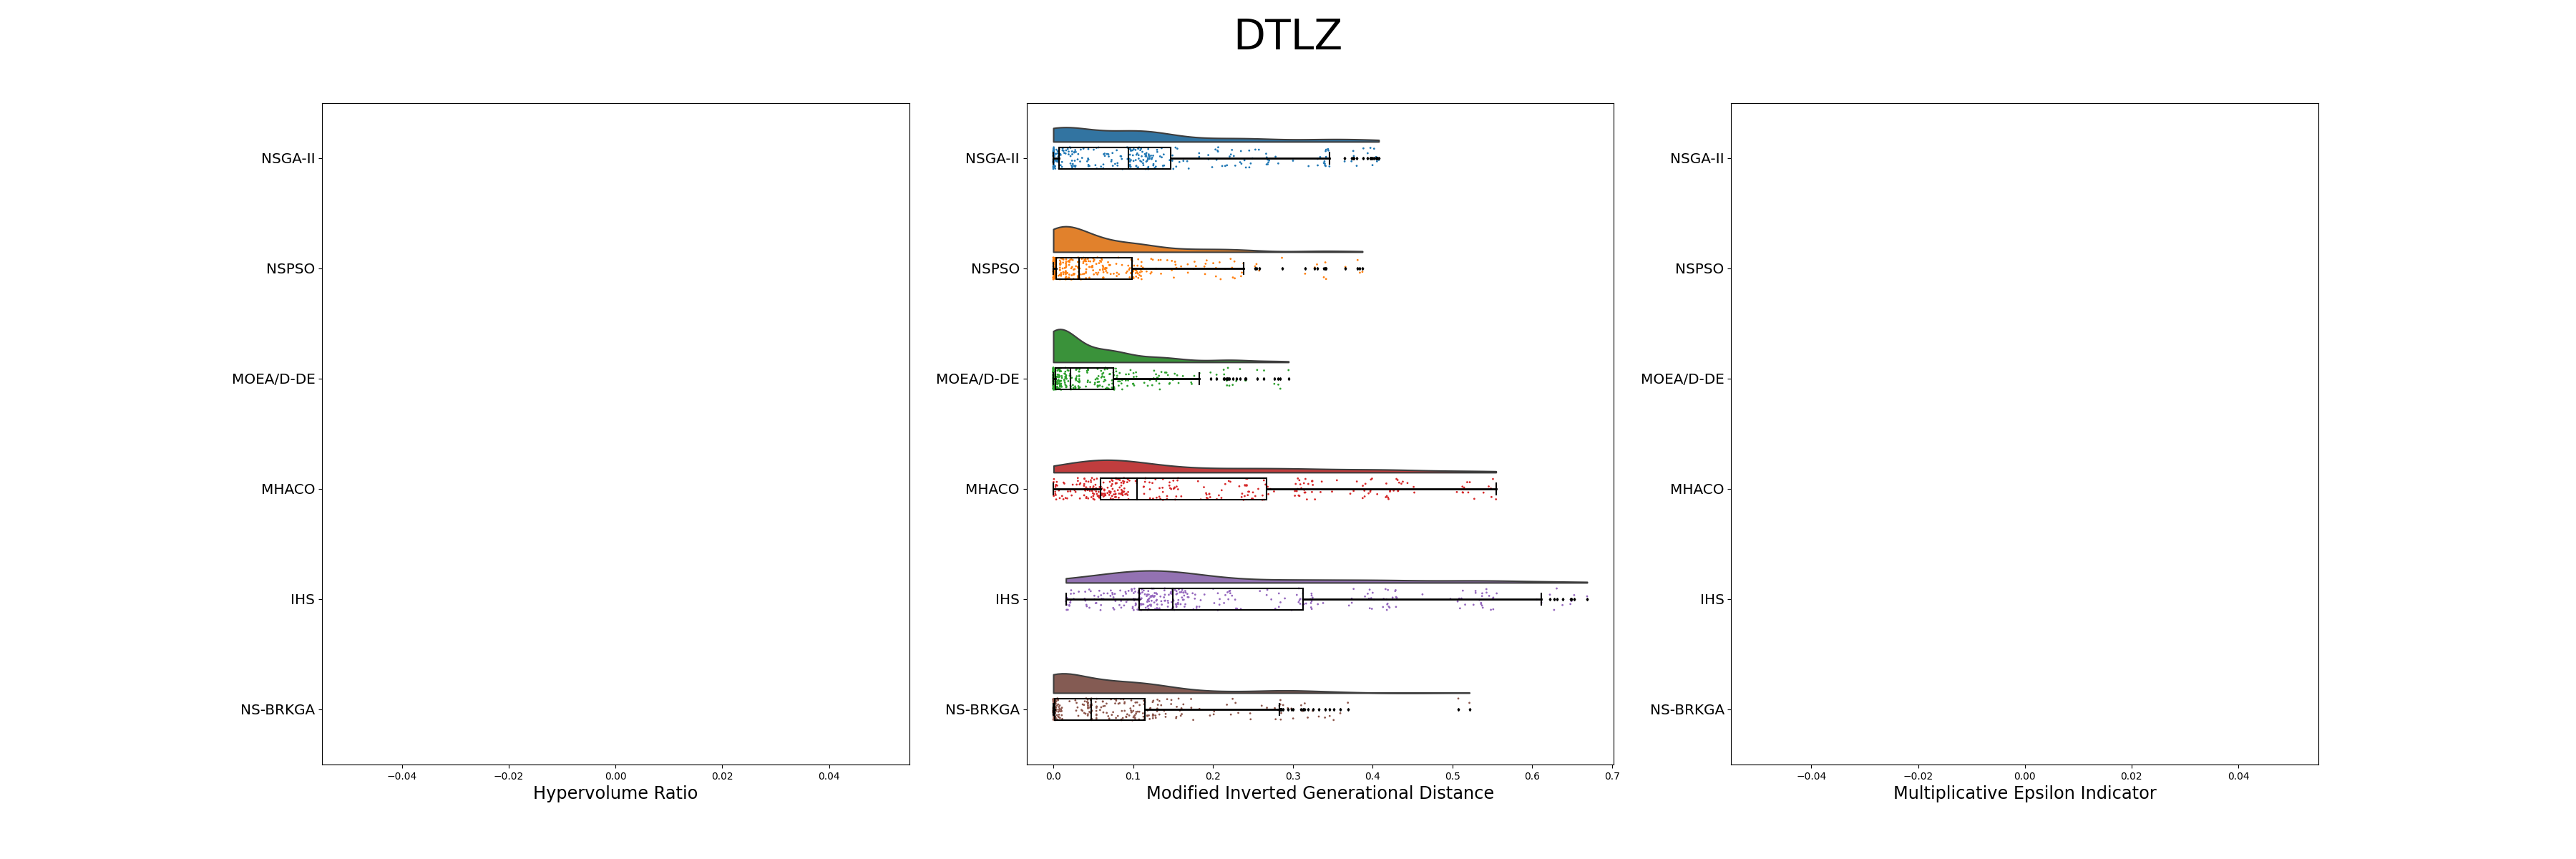 DTLZ
NSGA-II
NSPSO
MOEA/D-DE
MHACO
IHS
NS-BRKGA
−0.04 −0.02 0.00 0.02 0.04
Hypervolume Ratio
NSGA-II
NSPSO
MOEA/D-DE
MHACO
IHS
NS-BRKGA
0.0 0.1 0.2 0.3 0.4 0.5 0.6 0.7
Modified Inverted Generational Distance
NSGA-II
NSPSO
MOEA/D-DE
MHACO
IHS
NS-BRKGA
−0.04 −0.02 0.00 0.02 0.04
Multiplicative Epsilon Indicator